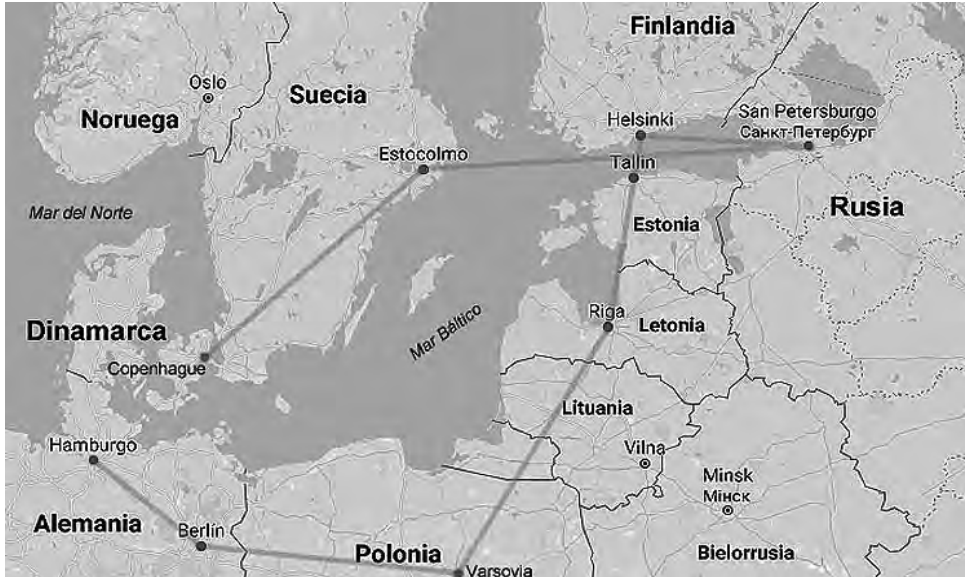 Finlandia
Oslo
Suecia
Noruega
Helsinki
San Petersburgo
Санкт-Петербург
Estocolmo
Tallin
Mar del Norte
Rusia
Estonia
Riga
Letonia
Dinamarca
Mar Báltico
Copenhague
Lituania
Hamburgo
Vilna
Minsk
Мінск
Alemania
Berlín
Polonia
Bielorrusia
Varsovia